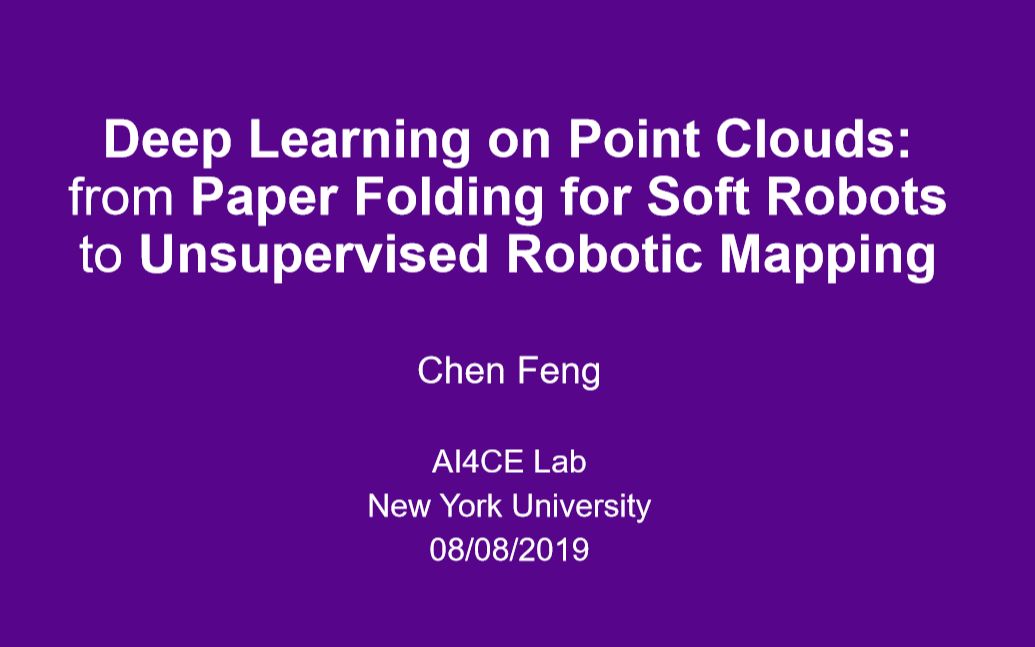 Deep Learning on Point Clouds:
from Paper Folding for Soft Robots
to Unsupervised Robotic Mapping
Chen Feng
AI4CE Lab
New York University
08/08/2019